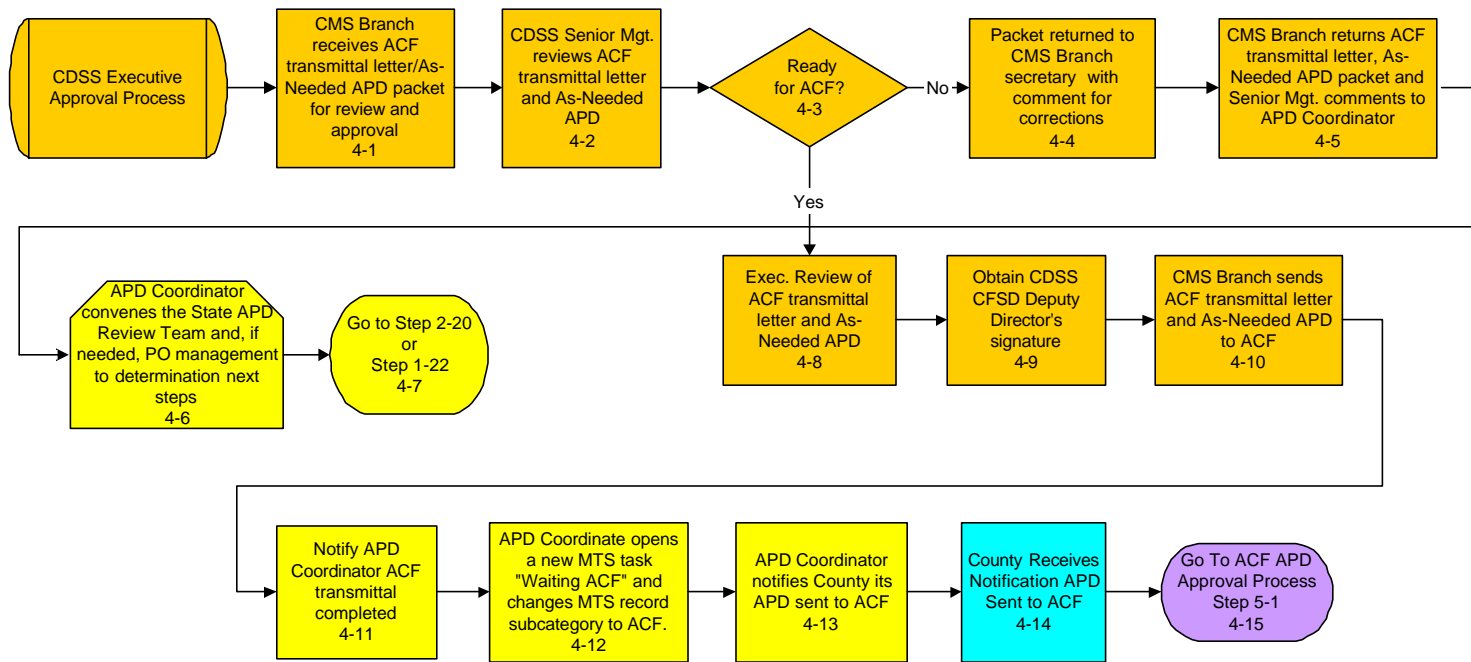 CDSS Executive
Approval Process
CMS Branch
receives ACF
transmittal letter/As-
Needed APD packet
for review and
approval
4-1
CDSS Senior Mgt.
reviews ACF
transmittal letter
and As-Needed
APD
4-2
Ready
for ACF?
4-3
No
Packet returned to
CMS Branch
secretary with
comment for
corrections
4-4
CMS Branch returns ACF
transmittal letter, As-
Needed APD packet and
Senior Mgt. comments to
APD Coordinator
4-5
Yes
APD Coordinator
convenes the State APD
Review Team and, if
needed, PO management
to determination next
steps
4-6
Go to Step 2-20
or
Step 1-22
4-7
Exec. Review of
ACF transmittal
letter and As-
Needed APD
4-8
Obtain CDSS
CFSD Deputy
Director's
signature
4-9
CMS Branch sends
ACF transmittal letter
and As-Needed APD
to ACF
4-10
Notify APD
Coordinator ACF
transmittal
completed
4-11
APD Coordinate opens
a new MTS task
"Waiting ACF" and
changes MTS record
subcategory to ACF.
4-12
APD Coordinator
notifies County its
APD sent to ACF
4-13
County Receives
Notification APD
Sent to ACF
4-14
Go To ACF APD
Approval Process
Step 5-1
4-15